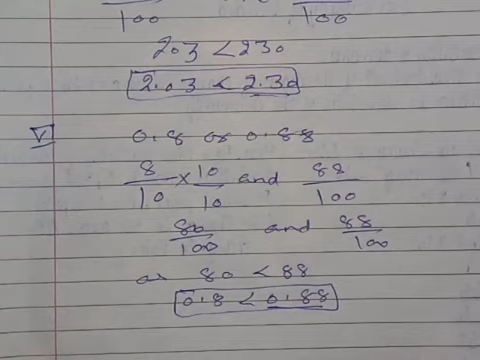 100 100
203 < 230
2.03 < 2.30
V 0.8 or 0.88
8/10 × 10/10 and 88/100
80/100 and 88/100
as 80 < 88
0.8 < 0.88